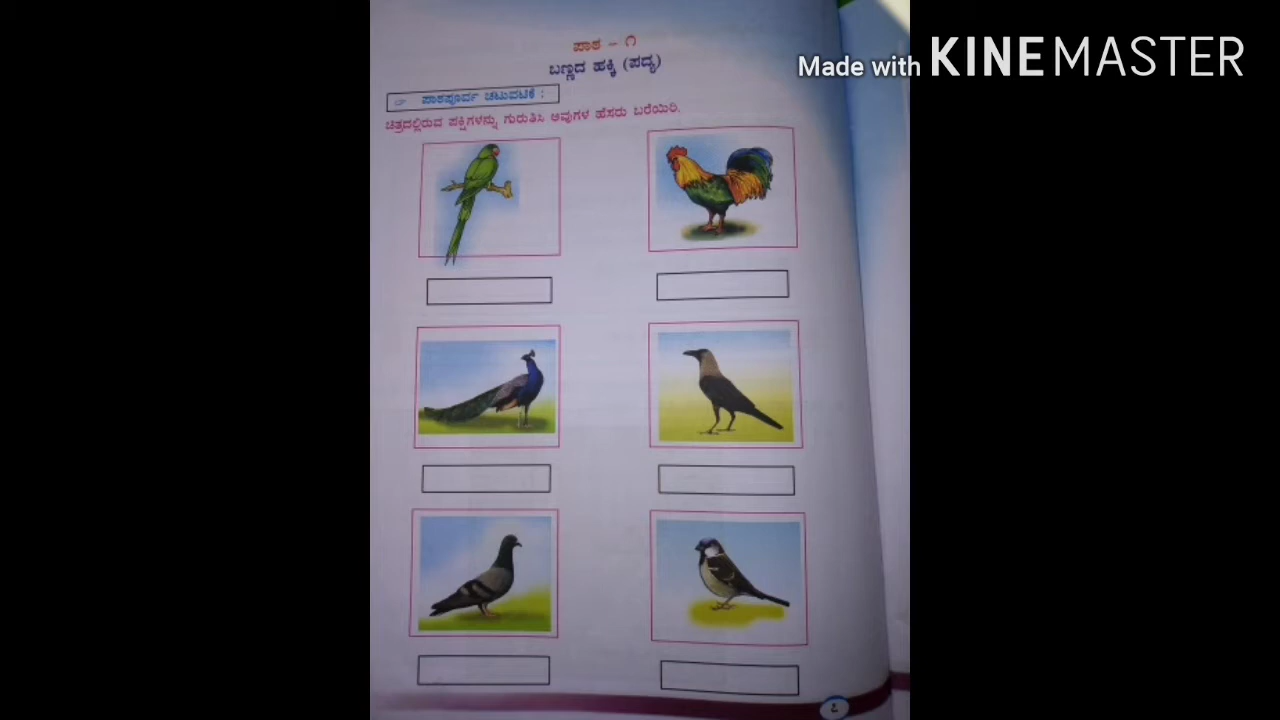 ಪಾಠ - ೧
ಬಣ್ಣದ ಹಕ್ಕಿ (ಪದ್ಯ)
Made with KINEMASTER
☞ ಪಾಠಪೂರ್ವ ಚಟುವಟಿಕೆ :
ಚಿತ್ರದಲ್ಲಿರುವ ಪಕ್ಷಿಗಳನ್ನು ಗುರುತಿಸಿ ಅವುಗಳ ಹೆಸರು ಬರೆಯಿರಿ.